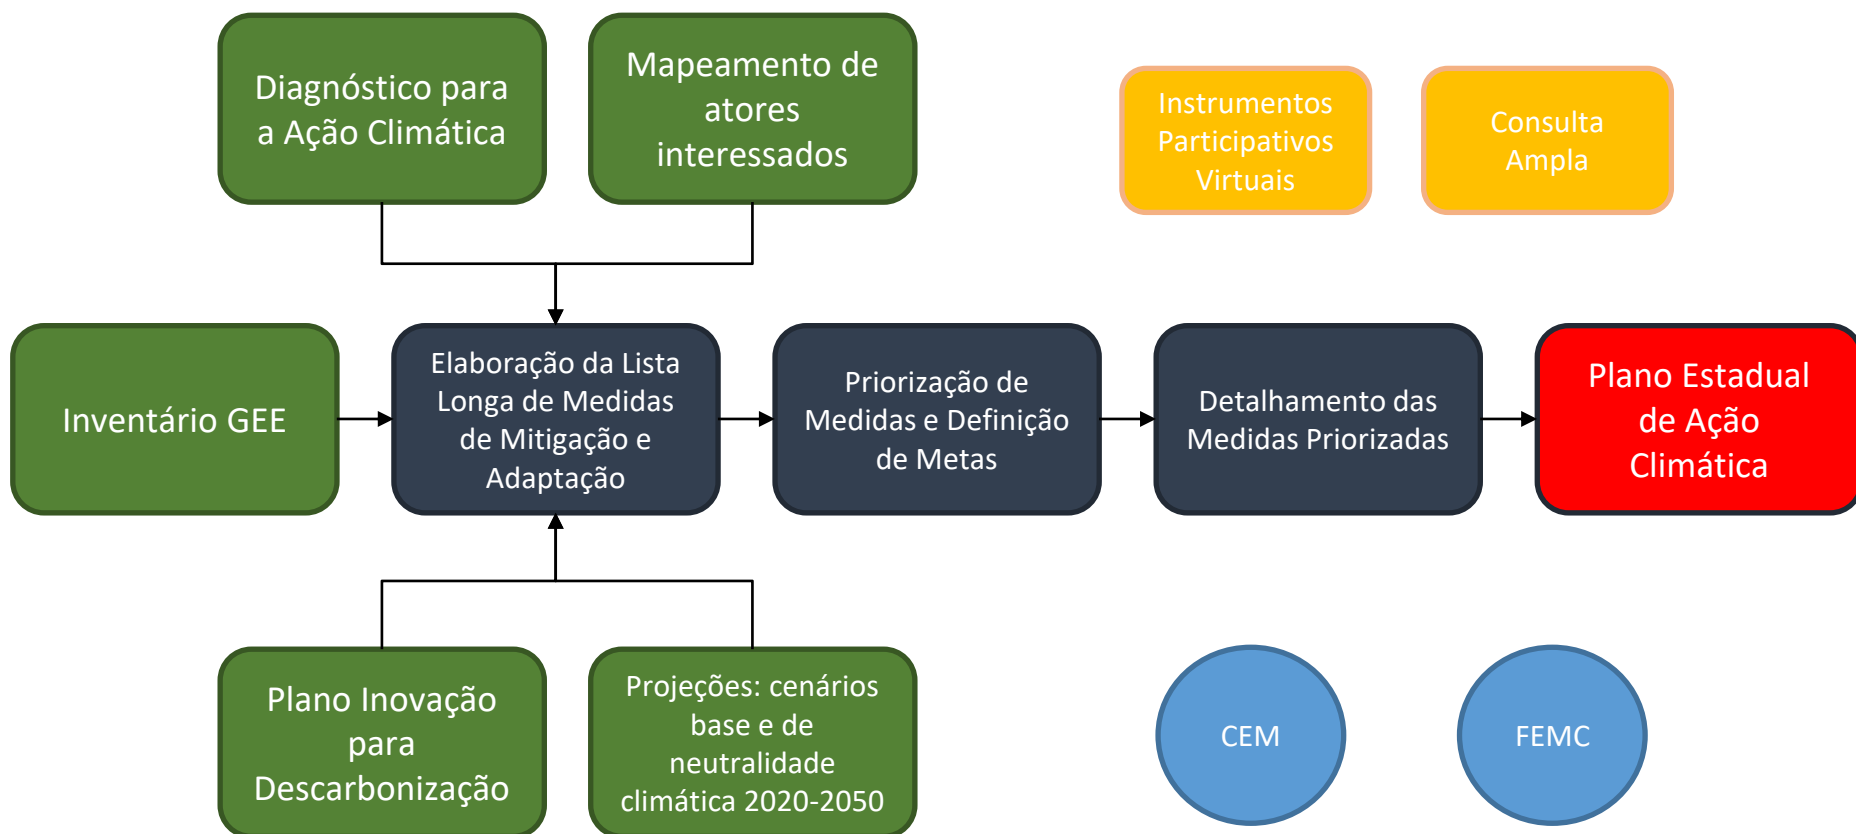 Diagnóstico para
a Ação Climática
Mapeamento de
atores
interessados
Instrumentos
Participativos
Virtuais
Consulta
Ampla
Inventário GEE
Elaboração da Lista
Longa de Medidas
de Mitigação e
Adaptação
Priorização de
Medidas e Definição
de Metas
Detalhamento das
Medidas Priorizadas
Plano Estadual
de Ação
Climática
Plano Inovação
para
Descarbonização
Projeções: cenários
base e de
neutralidade
climática 2020-2050
CEM
FEMC